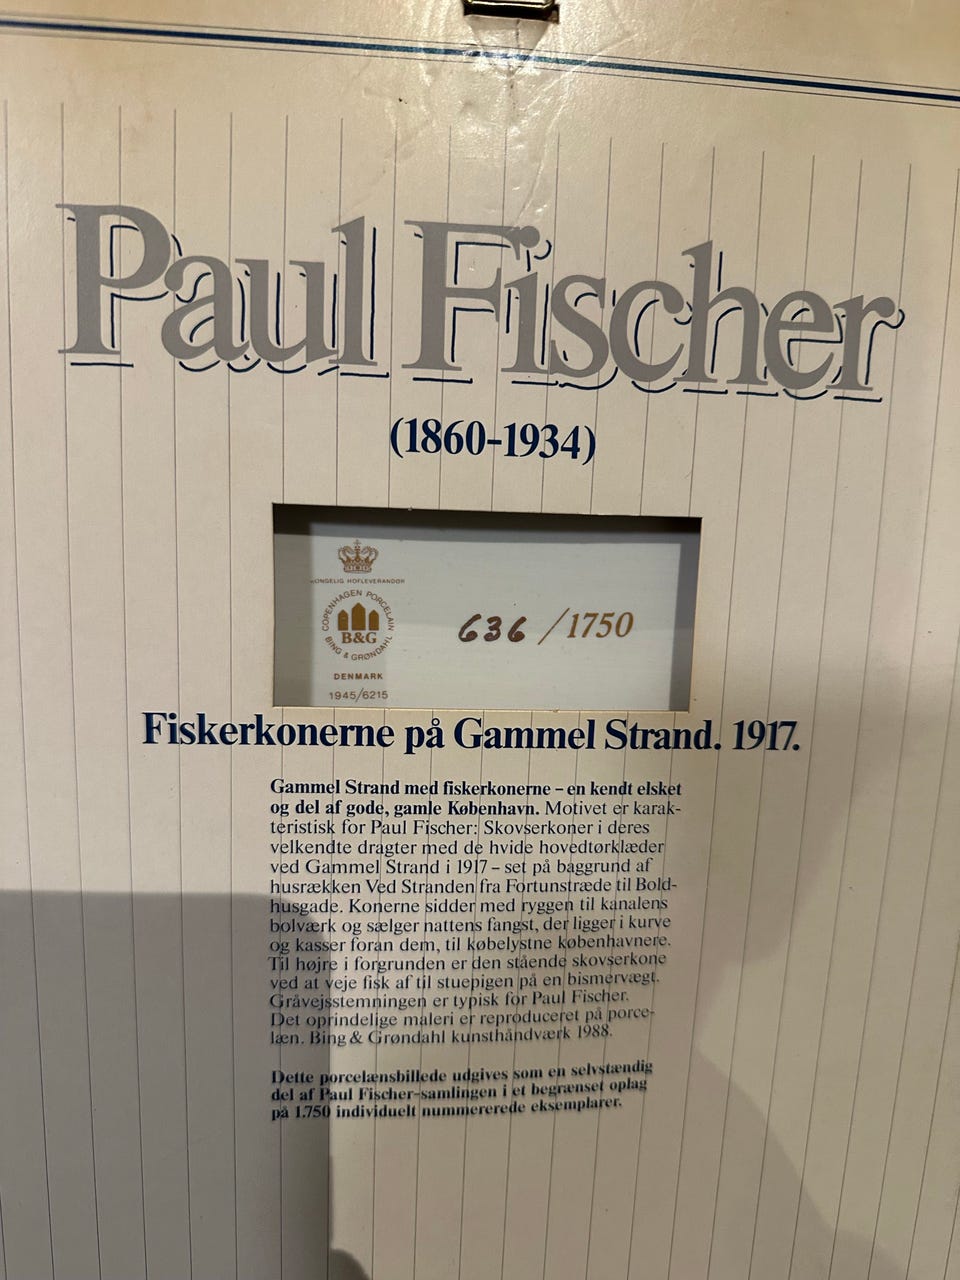 Paul Fischer
(1860-1934)
KONGELIG HOFLEVERANDØR
COPENHAGEN PORCELAIN
B&G
BING & GRØNDAHL
DENMARK
1945/6215
636/1750
Fiskerkonerne på Gammel Strand. 1917.
Gammel Strand med fiskerkonerne – en kendt elsket
og del af gode, gamle København. Motivet er karak-
teristisk for Paul Fischer: Skovserkoner i deres
velkendte dragter med de hvide hovedtørklæder
ved Gammel Strand i 1917 – set på baggrund af
husrækken Ved Stranden fra Fortunstræde til Bold-
husgade. Konerne sidder med ryggen til kanalens
bolværk og sælger nattens fangst, der ligger i kurve
og kasser foran dem, til købelystne københavnere.
Til højre i forgrunden er den stående skovserkone
ved at veje fisk af til stuepigen på en bismervægt.
Gråvejsstemningen er typisk for Paul Fischer.
Det oprindelige maleri er reproduceret på porce-
læn. Bing & Grøndahl kunsthåndværk 1988.
Dette porcelænsbillede udgives som en selvstændig
del af Paul Fischer-samlingen i et begrænset oplag
på 1.750 individuelt nummererede eksemplarer.